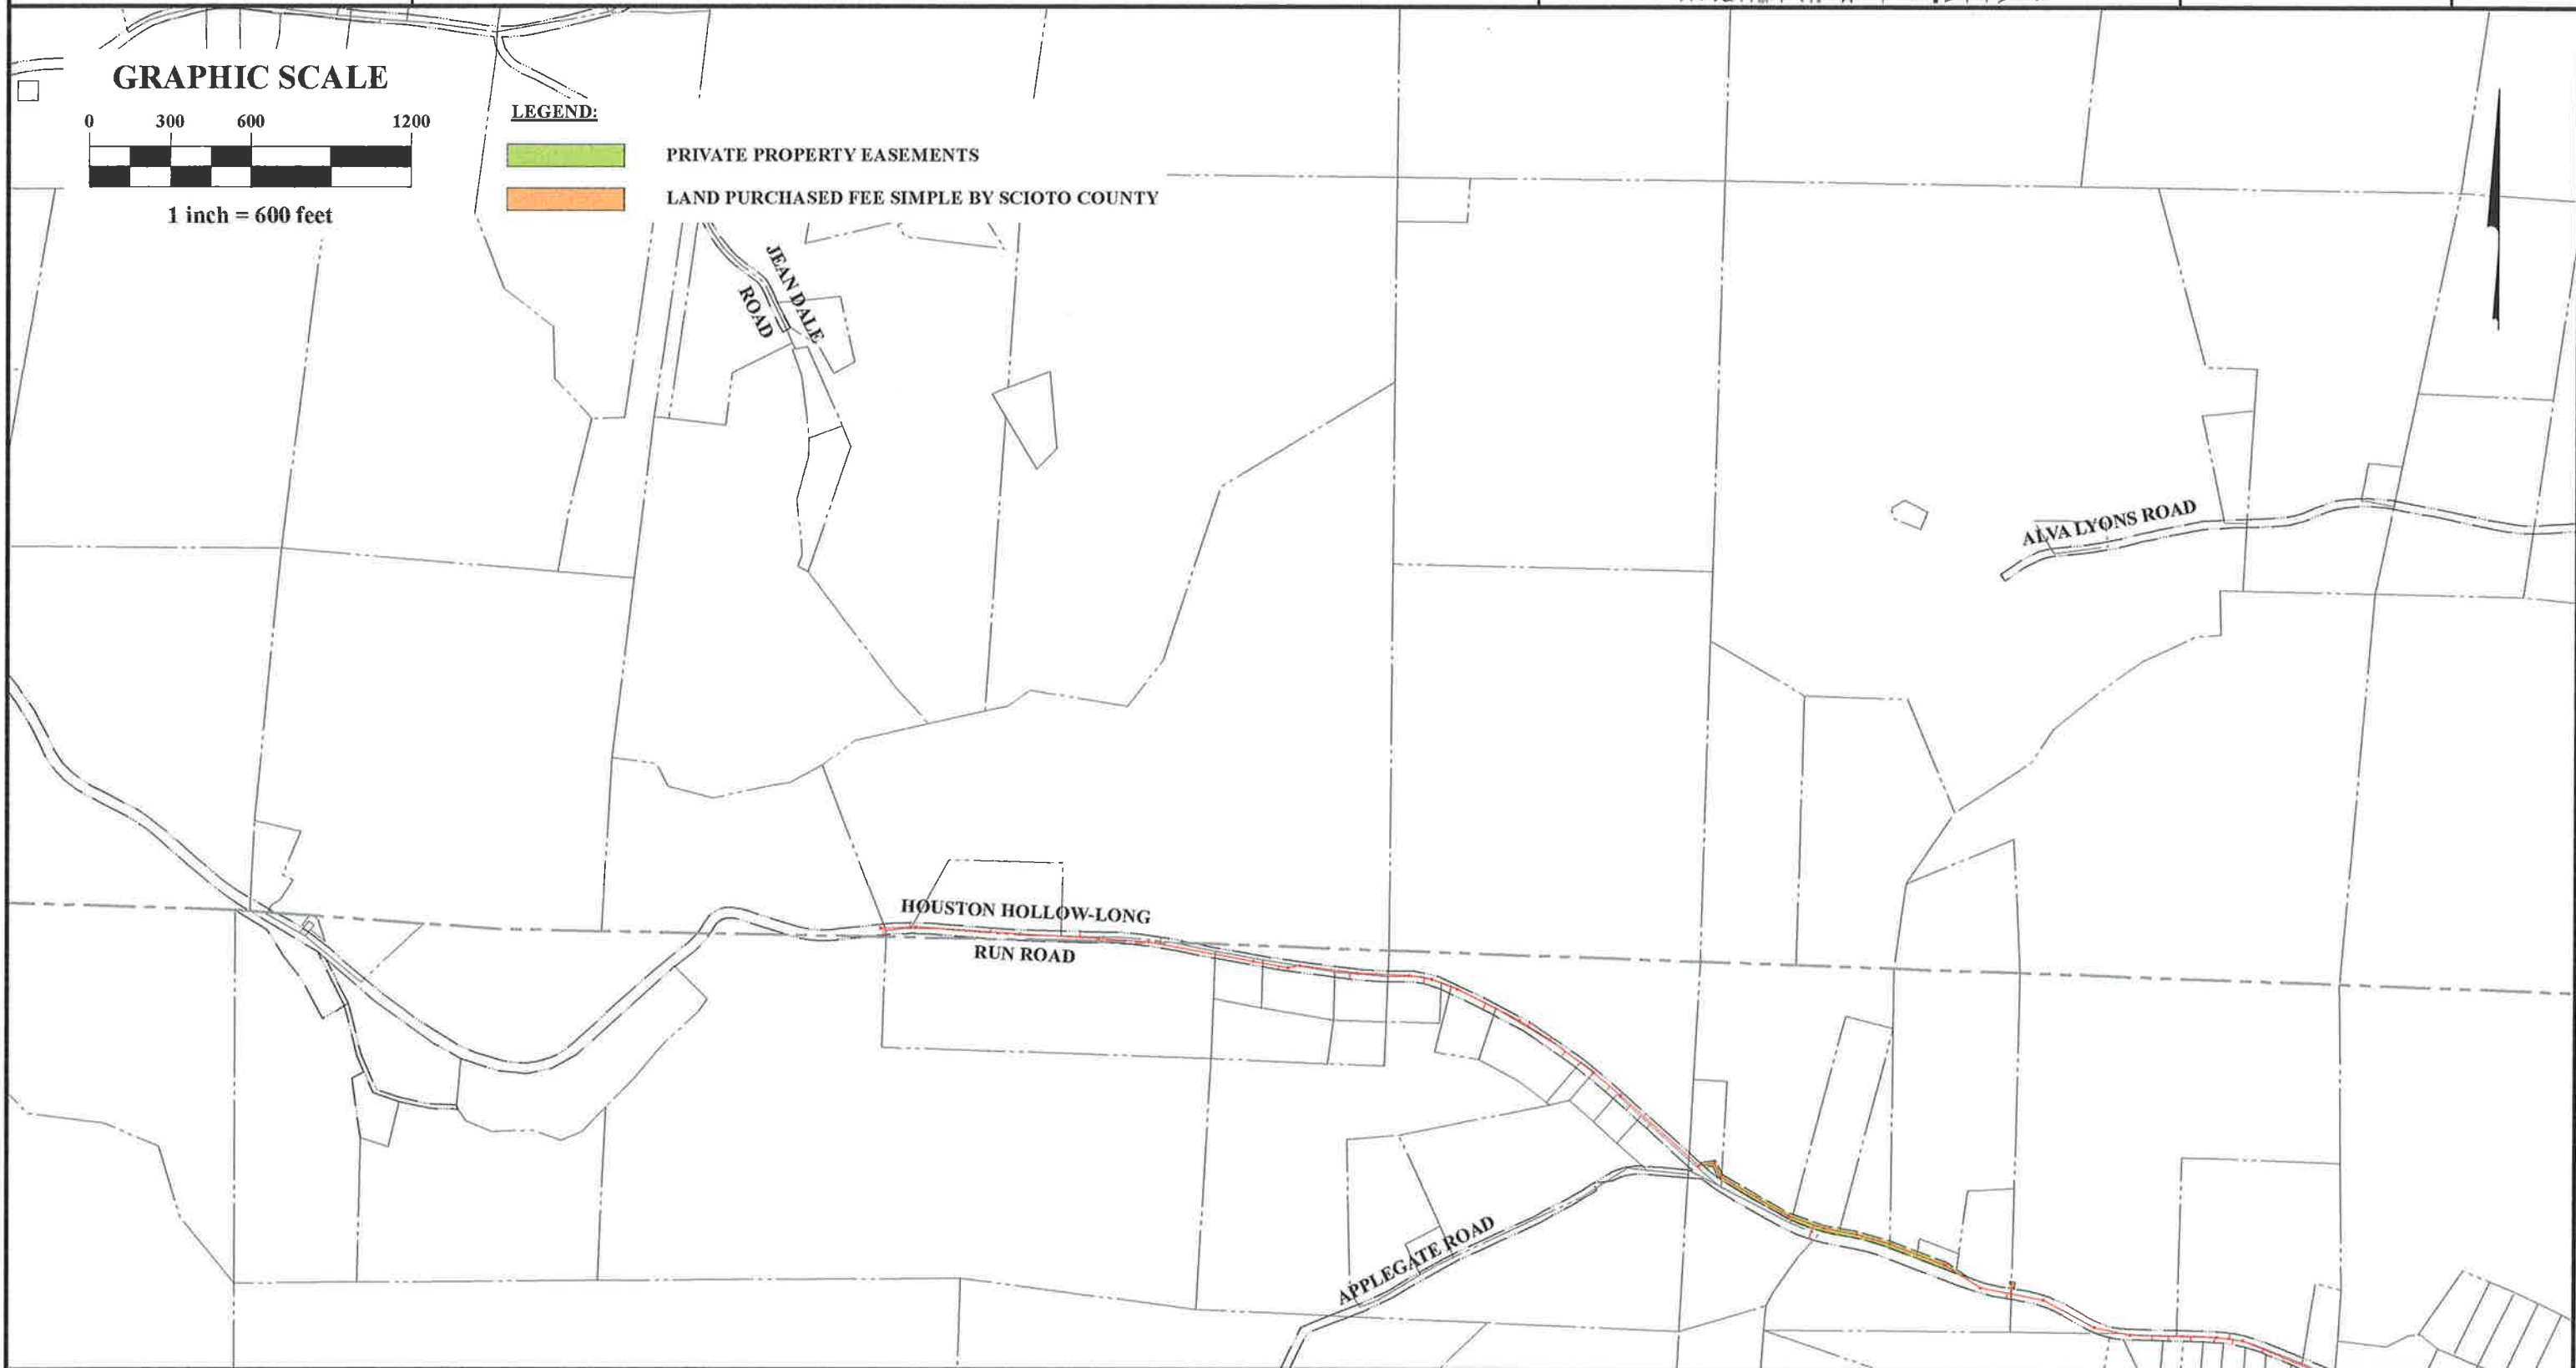 GRAPHIC SCALE
0 300 600 1200
1 inch = 600 feet
LEGEND:
PRIVATE PROPERTY EASEMENTS
LAND PURCHASED FEE SIMPLE BY SCIOTO COUNTY
JEAN DALE
ROAD
ALVA LYONS ROAD
HOUSTON HOLLOW-LONG
RUN ROAD
APPLEGATE ROAD